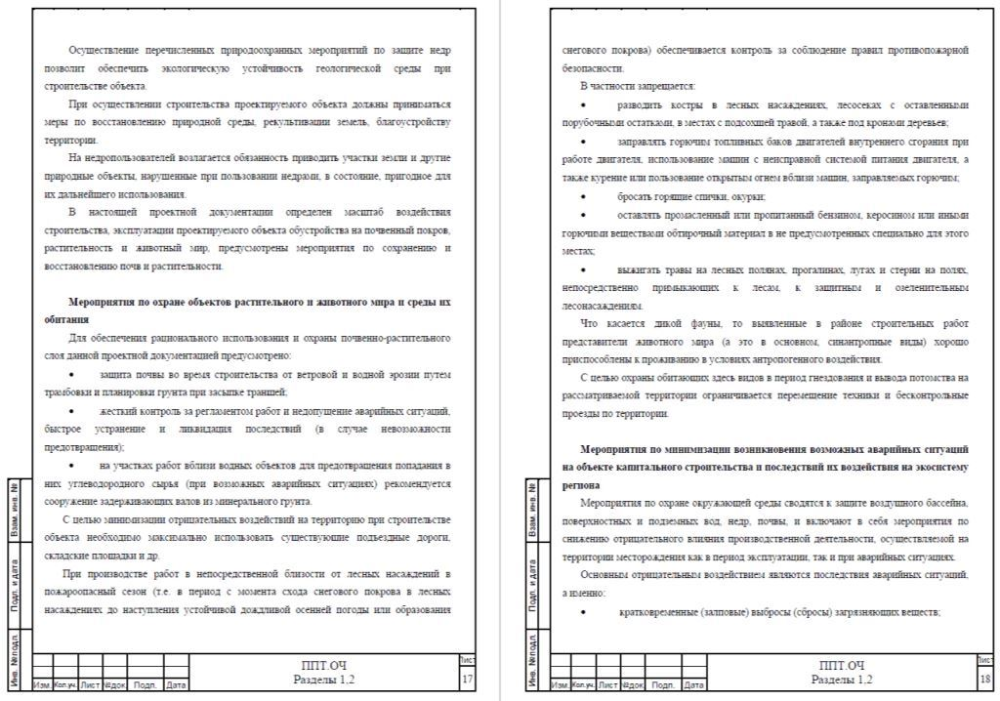 Осуществление перечисленных природоохранных мероприятий по защите недр
позволит обеспечить экологическую устойчивость геологической среды при
строительстве объекта.
При осуществлении строительства проектируемого объекта должны приниматься
меры по восстановлению природной среды, рекультивации земель, благоустройству
территории.
На недропользователей возлагается обязанность приводить участки земли и другие
природные объекты, нарушенные при пользовании недрами, в состояние, пригодное для
их дальнейшего использования.
В настоящей проектной документации определен масштаб воздействия
строительства, эксплуатации проектируемого объекта обустройства на почвенный покров,
растительность и животный мир, предусмотрены мероприятия по сохранению и
восстановлению почв и растительности.
Мероприятия по охране объектов растительного и животного мира и среды их
обитания
Для обеспечения рационального использования и охраны почвенно-растительного
слоя данной проектной документацией предусмотрено:
• защита почвы во время строительства от ветровой и водной эрозии путем
трамбовки и планировки грунта при засыпке траншей;
• жесткий контроль за регламентом работ и недопущение аварийных ситуаций,
быстрое устранение и ликвидация последствий (в случае невозможности
предотвращения);
• на участках работ вблизи водных объектов для предотвращения попадания в
них углеводородного сырья (при возможных аварийных ситуациях) рекомендуется
сооружение задерживающих валов из минерального грунта.
С целью минимизации отрицательных воздействий на территорию при строительстве
объекта необходимо максимально использовать существующие подъездные дороги,
складские площадки и др.
При производстве работ в непосредственной близости от лесных насаждений в
пожароопасный сезон (т.е. в период с момента схода снегового покрова в лесных
насаждениях до наступления устойчивой дождливой осенней погоды или образования
Взам. инв. №
Подп. и дата
Инв. №подл.
Изм. Кол.уч. Лист №док Подп. Дата
ППТ.ОЧ
Разделы 1,2
Лист
17
снегового покрова) обеспечивается контроль за соблюдение правил противопожарной
безопасности.
В частности запрещается:
• разводить костры в лесных насаждениях, лесосеках с оставленными
порубочными остатками, в местах с подсохшей травой, а также под кронами деревьев;
• заправлять горючим топливных баков двигателей внутреннего сгорания при
работе двигателя, использование машин с неисправной системой питания двигателя, а
также курение или пользование открытым огнем вблизи машин, заправляемых горючим;
• бросать горящие спички. окурки;
• оставлять промасленный или пропитанный бензином, керосином или иными
горючими веществами обтирочный материал в не предусмотренных специально для этого
местах;
• выжигать травы на лесных полянах, прогалинах, лугах и стерни на полях,
непосредственно примыкающих к лесам, к защитным и озеленительным
лесонасаждениям.
Что касается дикой фауны, то выявленные в районе строительных работ
представители животного мира (а это в основном, синантропные виды) хорошо
приспособлены к проживанию в условиях антропогенного воздействия.
С целью охраны обитающих здесь видов в период гнездования и вывода потомства на
рассматриваемой территории ограничивается перемещение техники и бесконтрольные
проезды по территории.
Мероприятия по минимизации возникновения возможных аварийных ситуаций
на объекте капитального строительства и последствий их воздействия на экосистему
региона
Мероприятия по охране окружающей среды сводятся к защите воздушного бассейна,
поверхностных и подземных вод, недр, почвы, и включают в себя мероприятия по
снижению отрицательного влияния производственной деятельности, осуществляемой на
территории месторождения как в период эксплуатации, так и при аварийных ситуациях.
Основным отрицательным воздействием являются последствия аварийных ситуаций,
а именно:
• кратковременные (залповые) выбросы (сбросы) загрязняющих веществ;
Взам. инв. №
Подп. и дата
Инв. №подл.
Изм. Кол.уч. Лист №док Подп. Дата
ППТ.ОЧ
Разделы 1,2
Лист
18